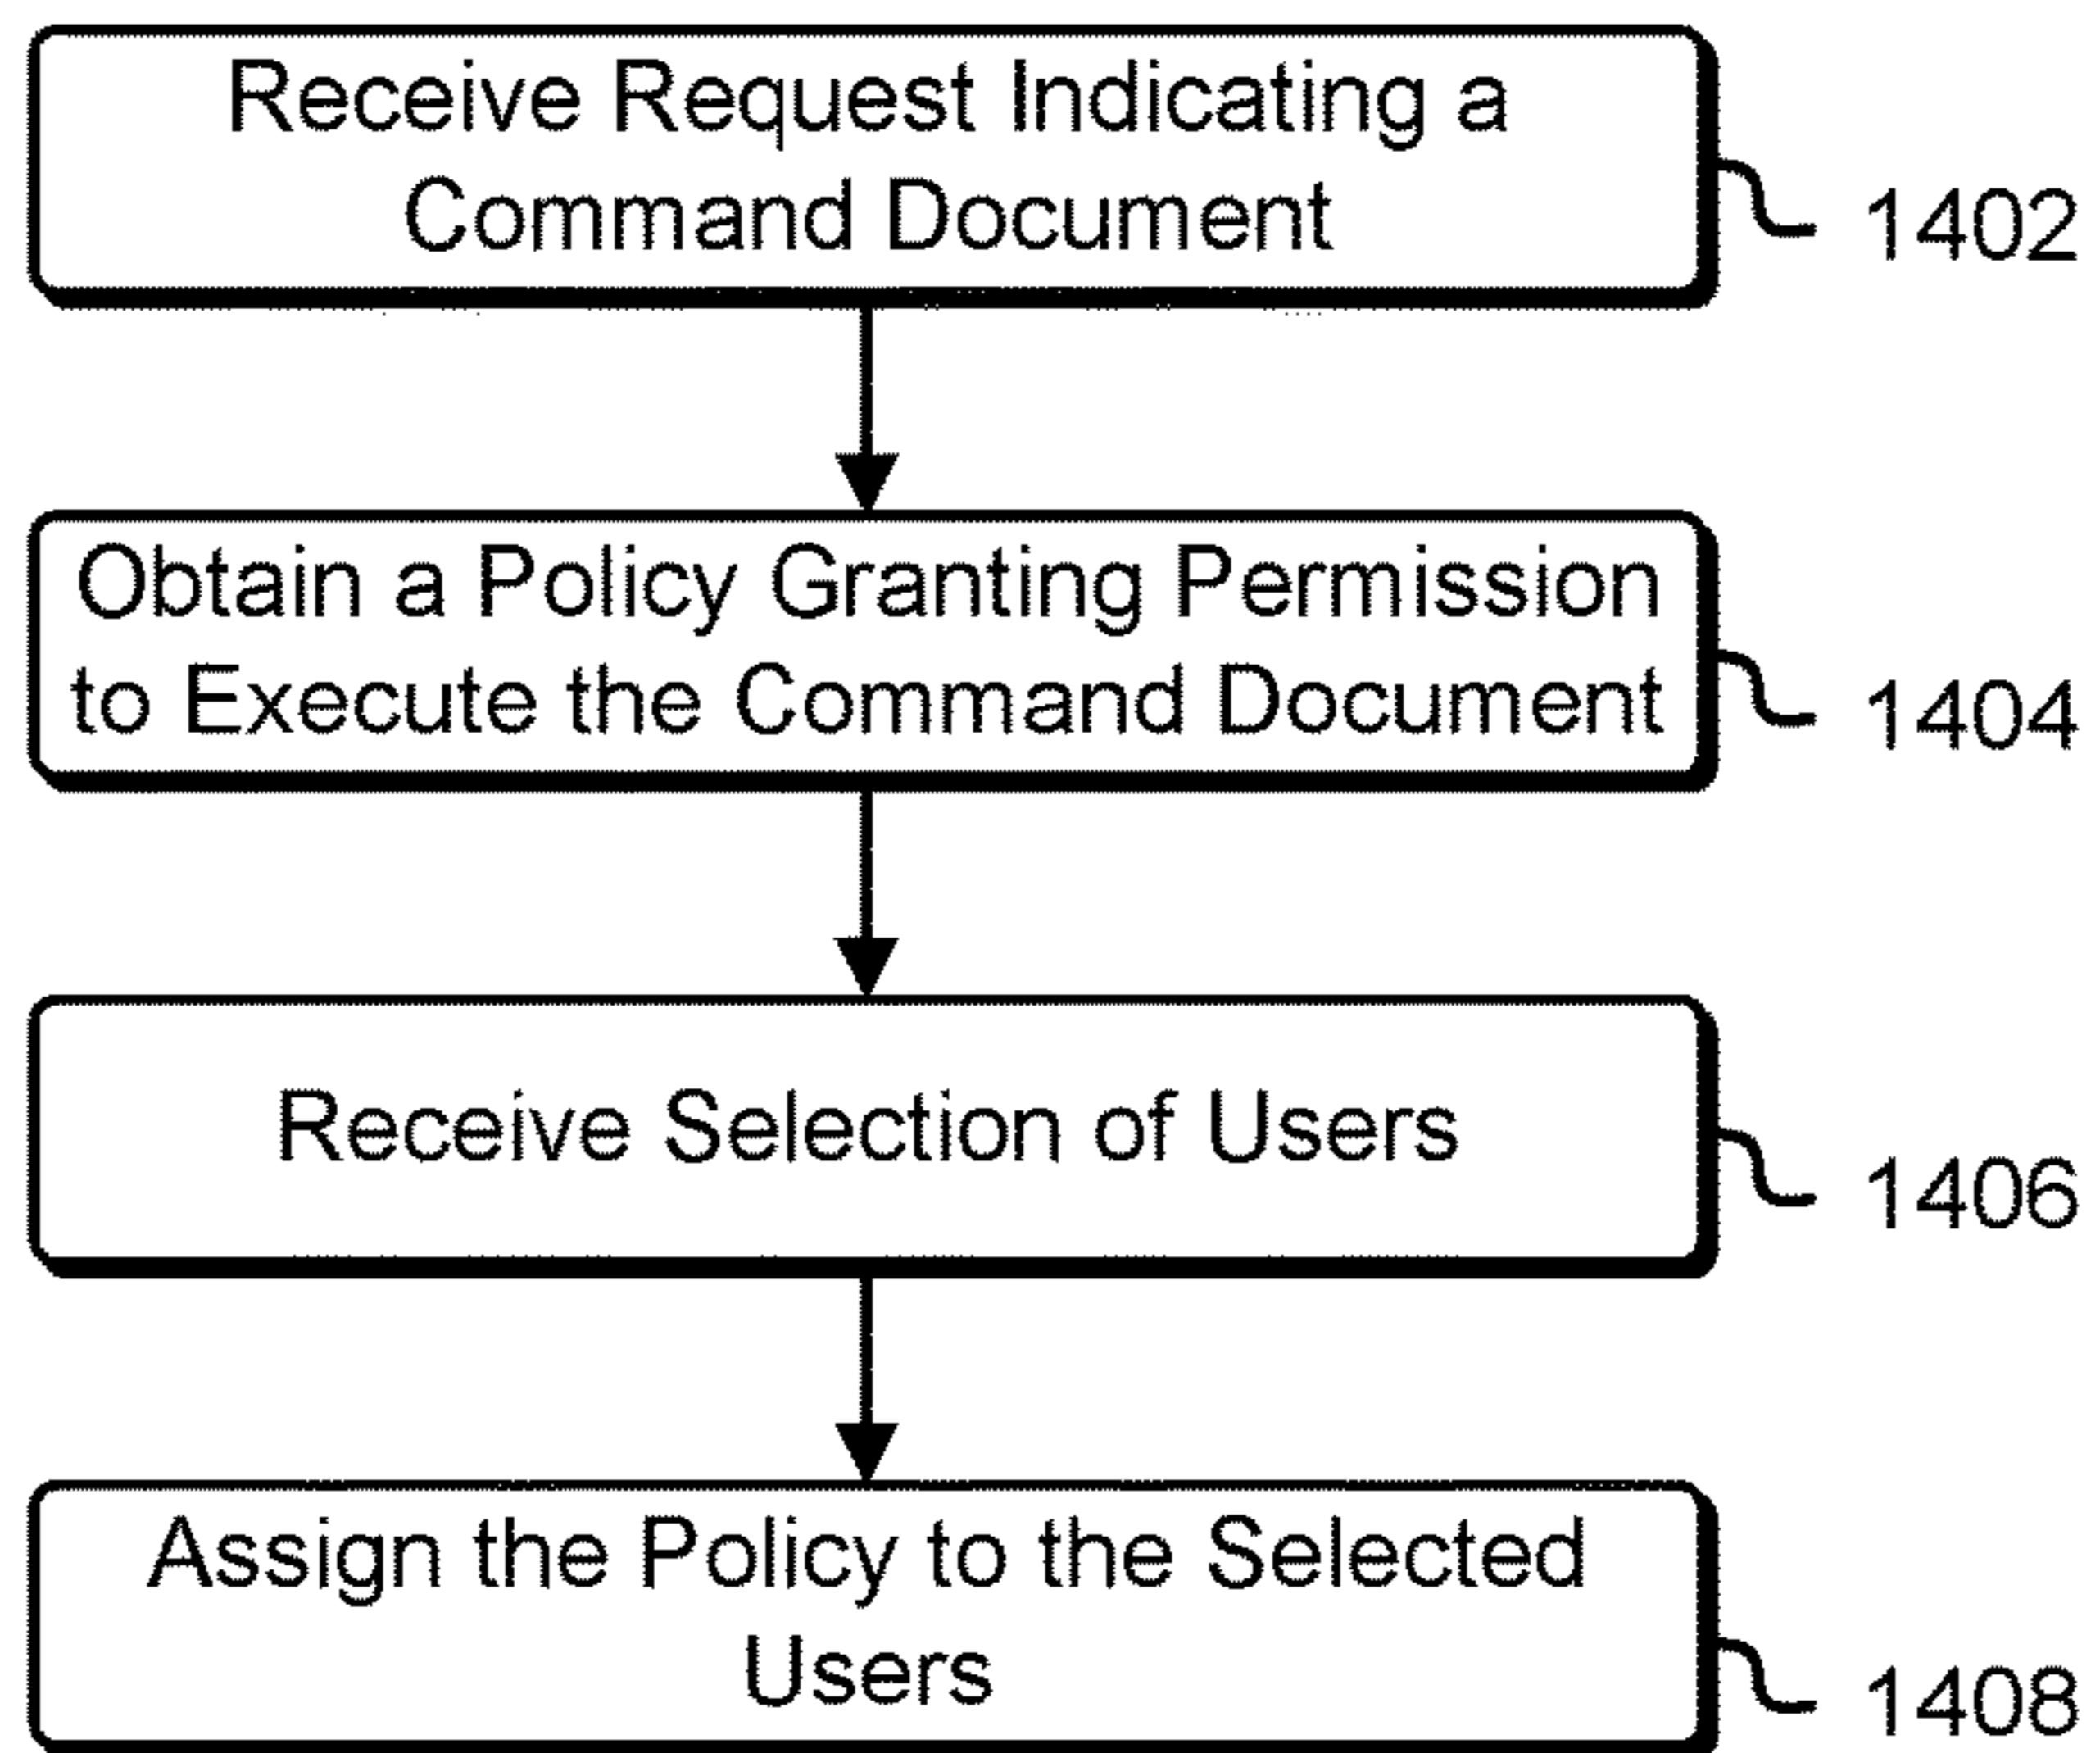 Receive Request Indicating a
Command Document
1402
Obtain a Policy Granting Permission
to Execute the Command Document
1404
Receive Selection of Users
1406
Assign the Policy to the Selected
Users
1408